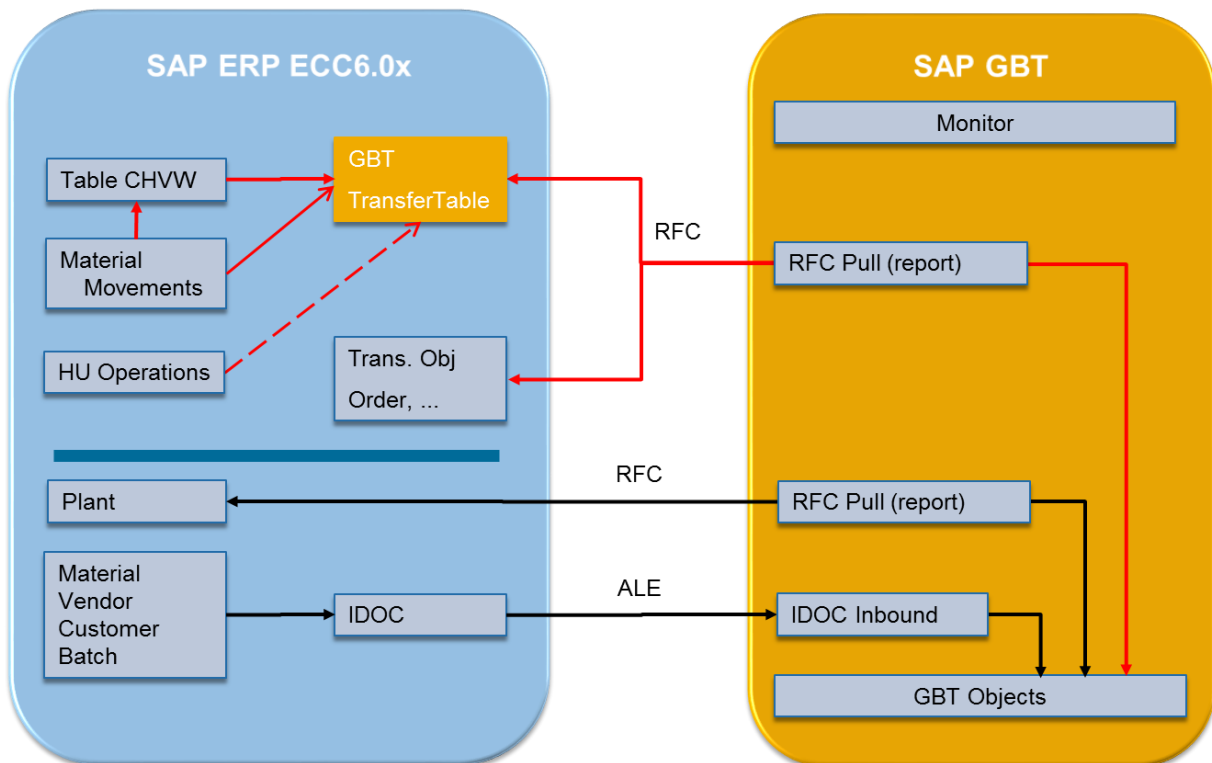 SAP ERP ECC6.0x
SAP GBT
Monitor
GBT
TransferTable
Table CHVW
RFC
Material
Movements
RFC Pull (report)
Trans. Obj
Order, ...
HU Operations
RFC
Plant
RFC Pull (report)
Material
Vendor
Customer
Batch
IDOC
ALE
IDOC Inbound
GBT Objects